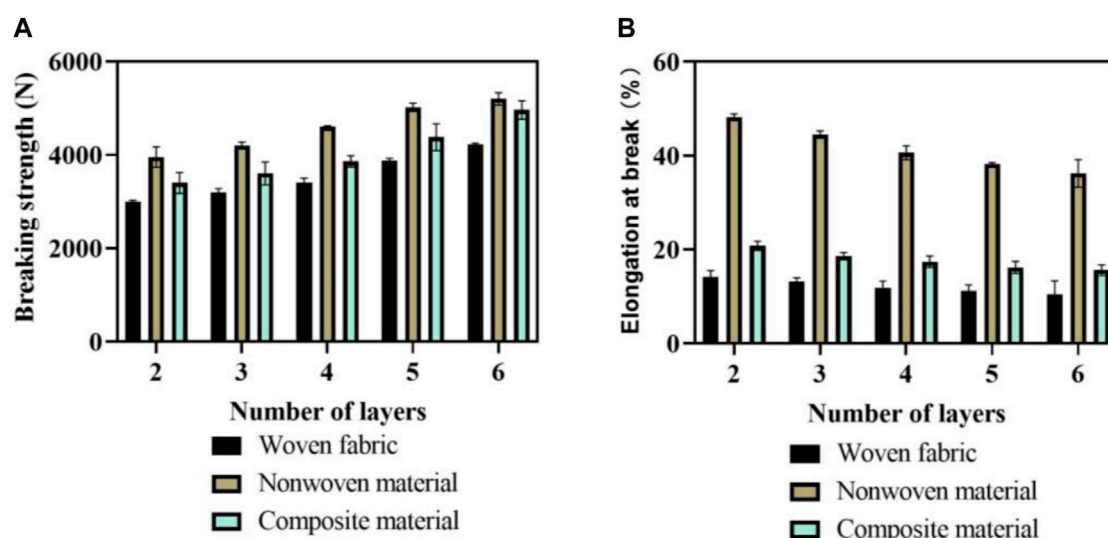 A
Breaking strength (N)
6000
4000
2000
0
2 3 4 5 6
Number of layers
Woven fabric
Nonwoven material
Composite material
B
Elongation at break (%)
60
40
20
0
2 3 4 5 6
Number of layers
Woven fabric
Nonwoven material
Composite material